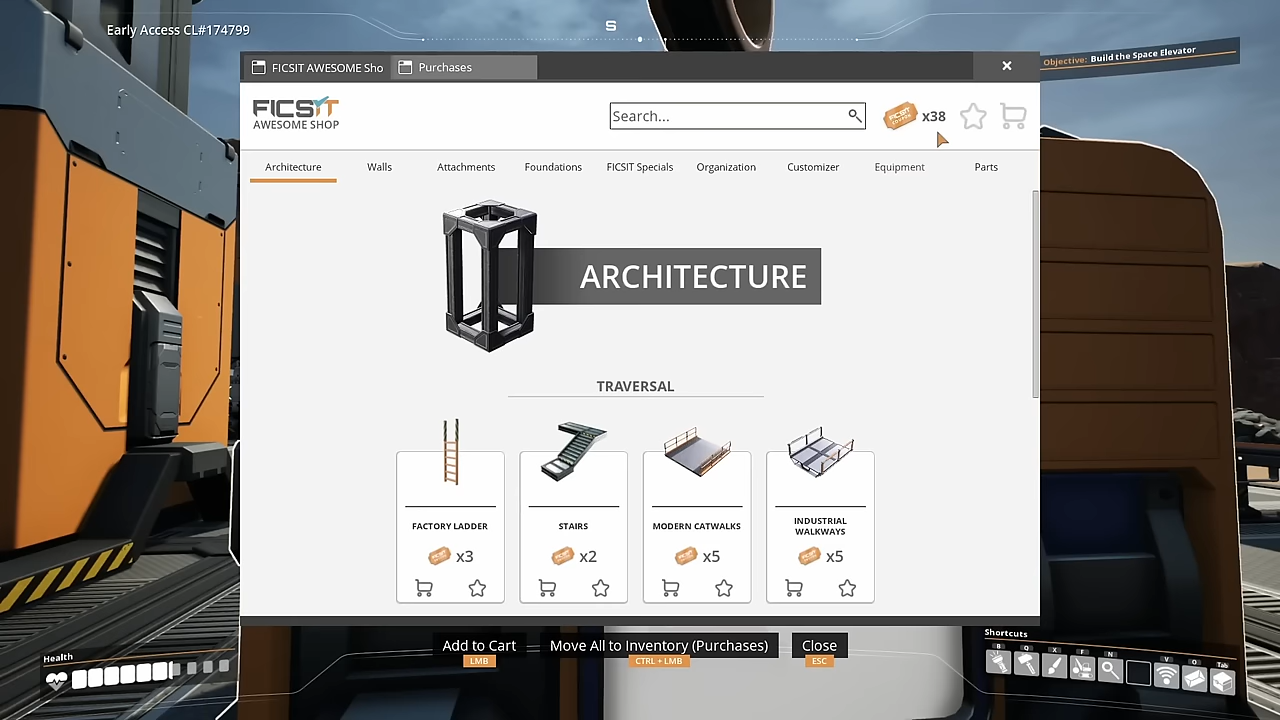 Early Access CL#174799
S
Objective: Build the Space Elevator
FICSIT AWESOME Sho
Purchases
FICSIT
AWESOME SHOP
Search...
x38
Architecture
Walls
Attachments
Foundations
FICSIT Specials
Organization
Customizer
Equipment
Parts
ARCHITECTURE
TRAVERSAL
FACTORY LADDER
x3
STAIRS
x2
MODERN CATWALKS
x5
INDUSTRIAL
WALKWAYS
x5
Add to Cart
LMB
Move All to Inventory (Purchases)
CTRL + LMB
Close
ESC
Health
Shortcuts
B
Q
X
F
N
V
O
Tab